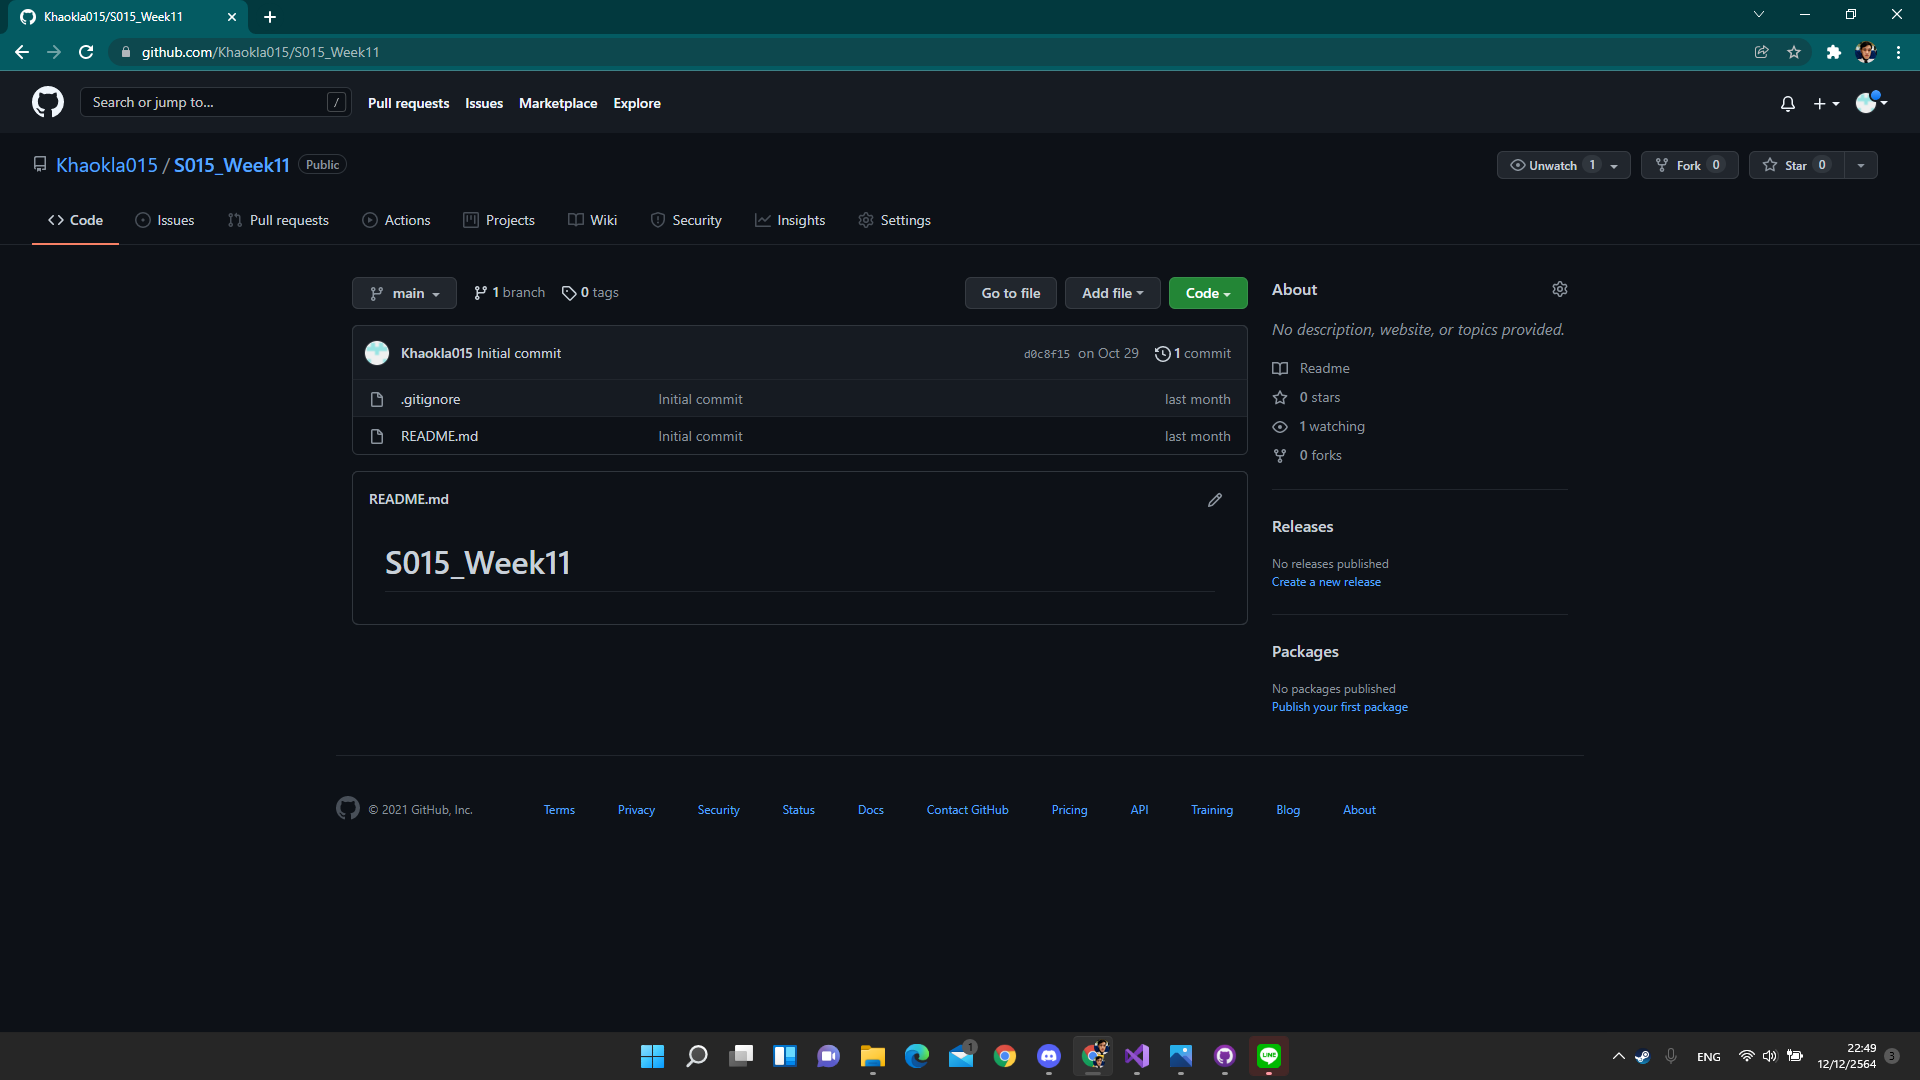 Khaokla015/S015_Week11
github.com/Khaokla015/S015_Week11
Search or jump to... /
Pull requests Issues Marketplace Explore
Khaokla015 / S015_Week11 Public
Unwatch 1 Fork 0 Star 0
Code Issues Pull requests Actions Projects Wiki Security Insights Settings
main 1 branch 0 tags Go to file Add file Code
Khaokla015 Initial commit d0c8f15 on Oct 29 1 commit
.gitignore Initial commit last month
README.md Initial commit last month
README.md
S015_Week11
About
No description, website, or topics provided.
Readme
0 stars
1 watching
0 forks
Releases
No releases published
Create a new release
Packages
No packages published
Publish your first package
© 2021 GitHub, Inc. Terms Privacy Security Status Docs Contact GitHub Pricing API Training Blog About
1
LINE
ENG
22:49
12/12/2564
3